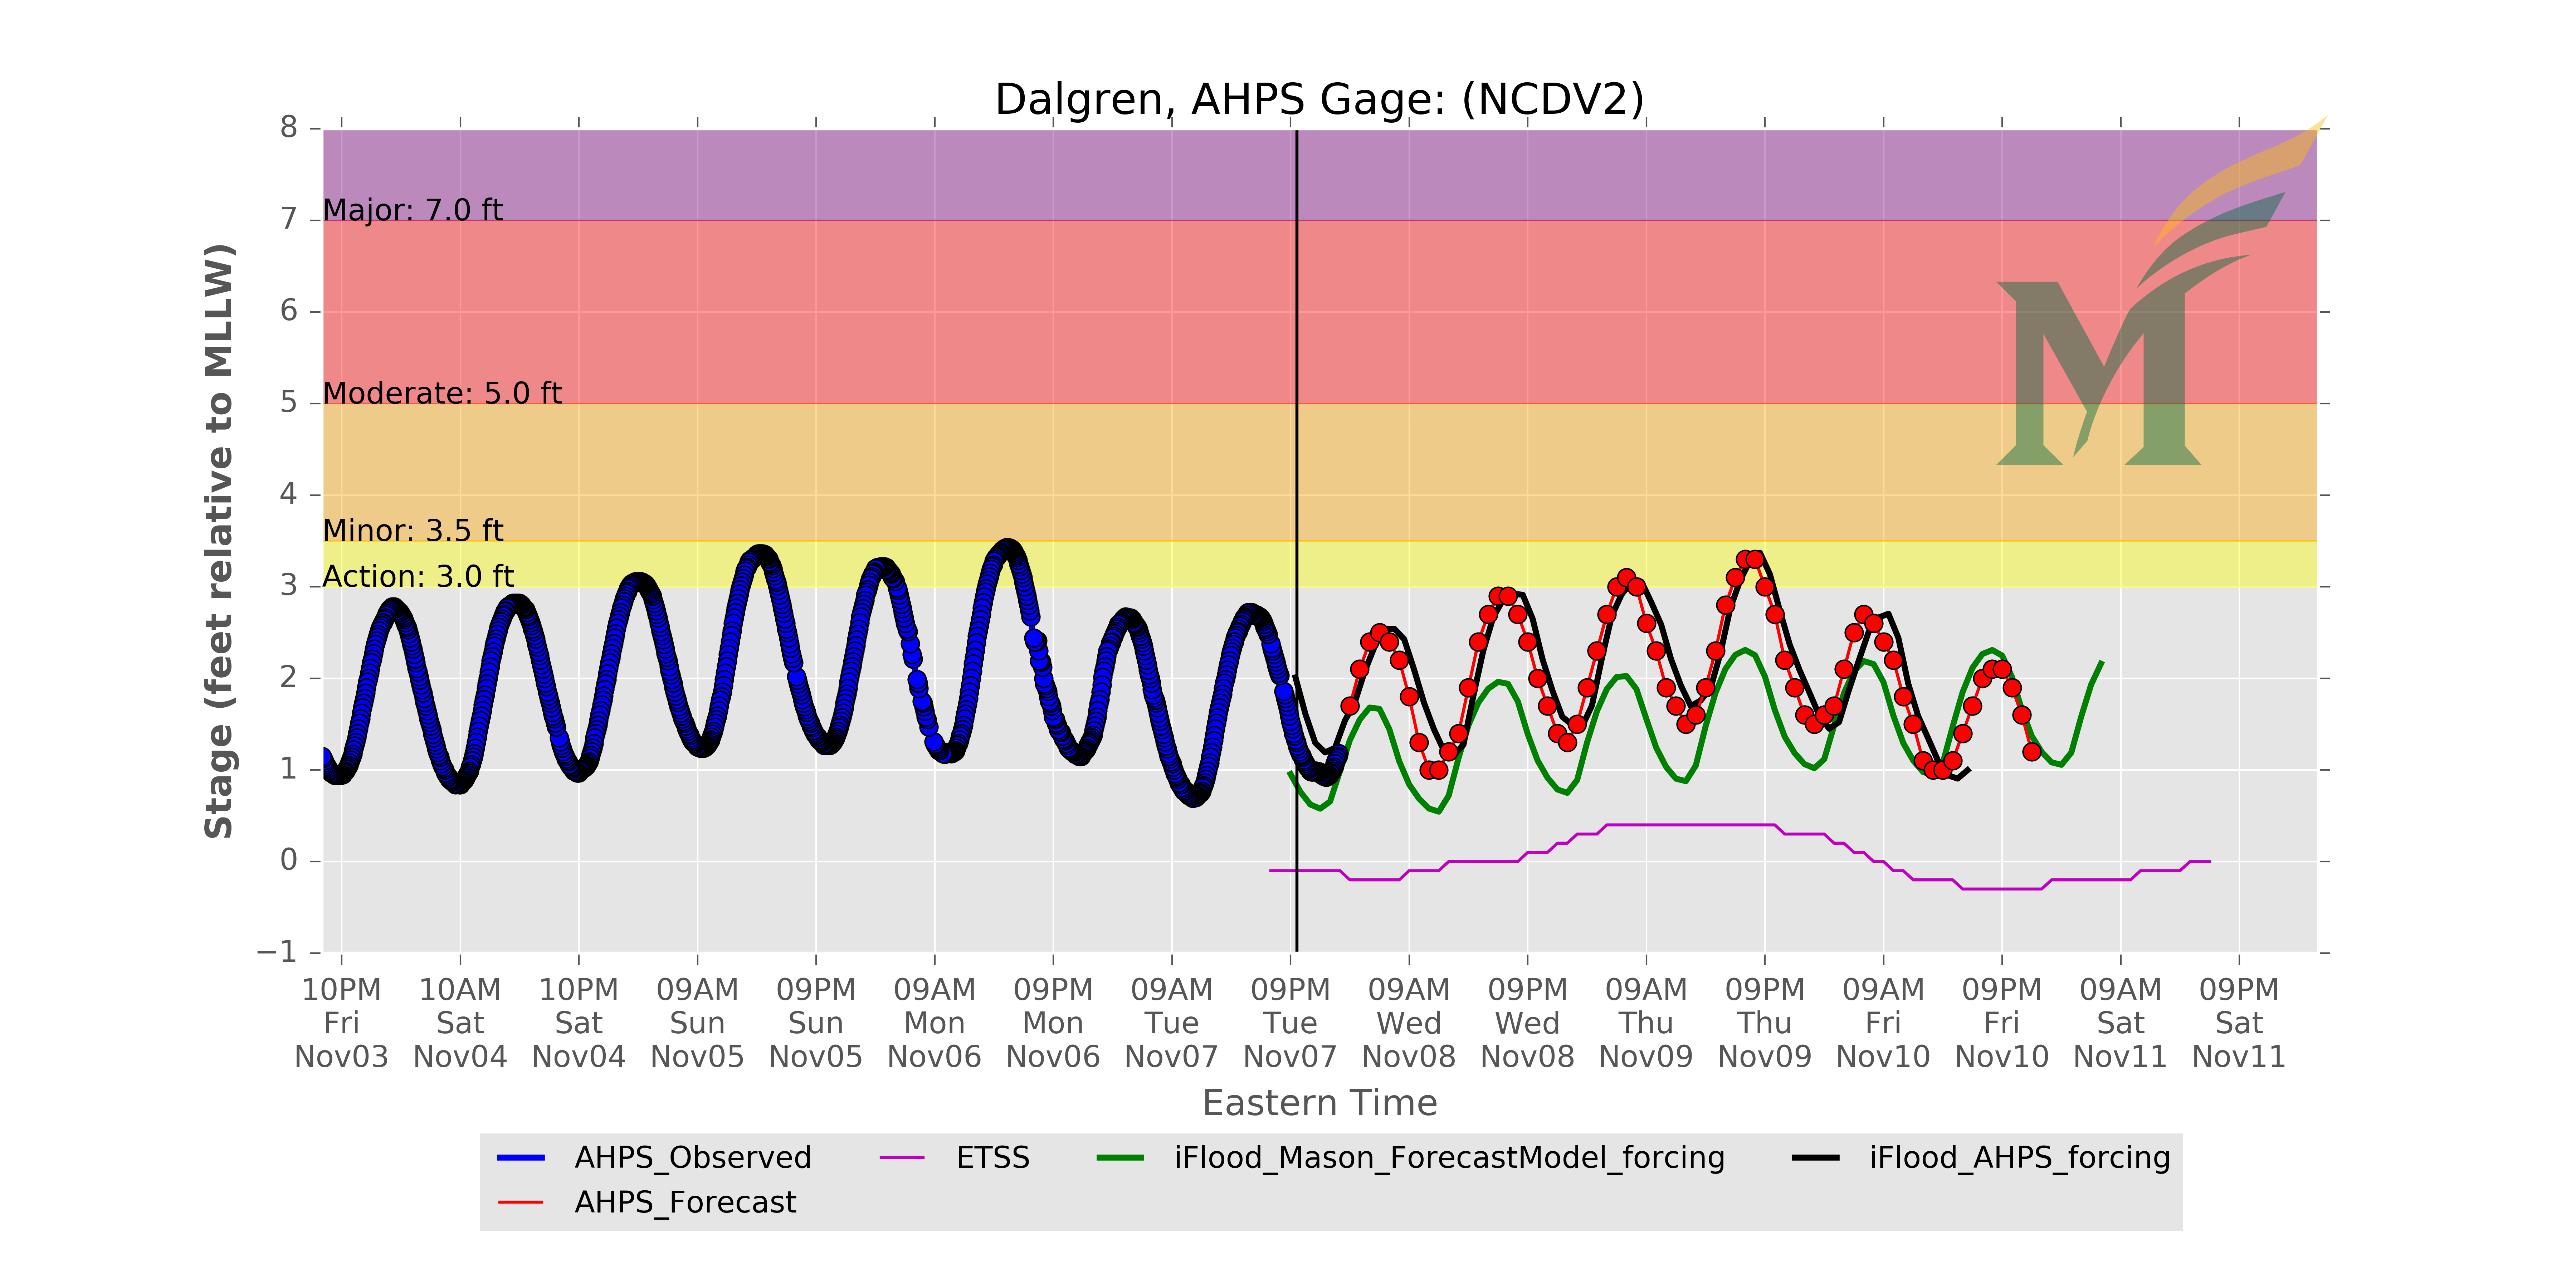 Dalgren, AHPS Gage: (NCDV2)
8
7
6
5
4
3
2
1
0
−1
Stage (feet relative to MLLW)
Major: 7.0 ft
Moderate: 5.0 ft
Minor: 3.5 ft
Action: 3.0 ft
M
10PM 10AM 10PM 09AM 09PM 09AM 09PM 09AM 09PM 09AM 09PM 09AM 09PM 09AM 09PM 09AM 09PM
Fri Sat Sat Sun Sun Mon Mon Tue Tue Wed Wed Thu Thu Fri Fri Sat Sat
Nov03 Nov04 Nov04 Nov05 Nov05 Nov06 Nov06 Nov07 Nov07 Nov08 Nov08 Nov09 Nov09 Nov10 Nov10 Nov11 Nov11
Eastern Time
AHPS_Observed ETSS iFlood_Mason_ForecastModel_forcing iFlood_AHPS_forcing
AHPS_Forecast